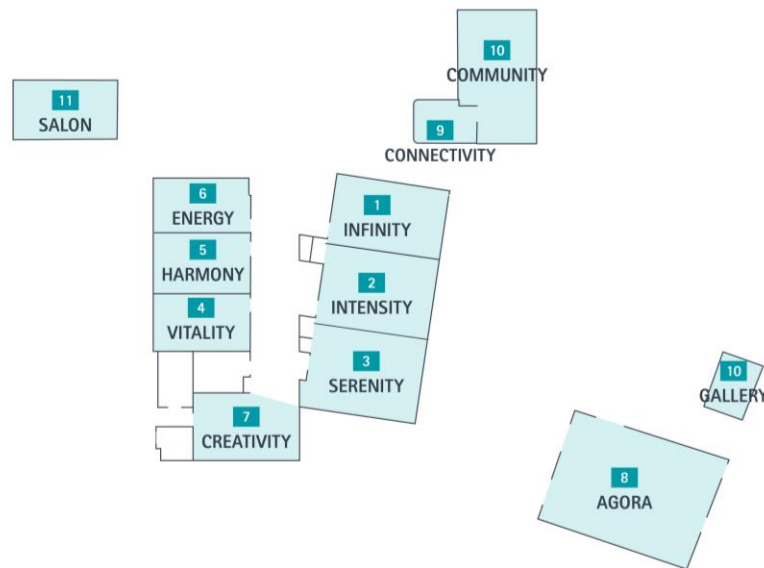 10
COMMUNITY
11
SALON
9
CONNECTIVITY
6
ENERGY
1
INFINITY
5
HARMONY
2
INTENSITY
4
VITALITY
3
SERENITY
10
GALLERY
7
CREATIVITY
8
AGORA